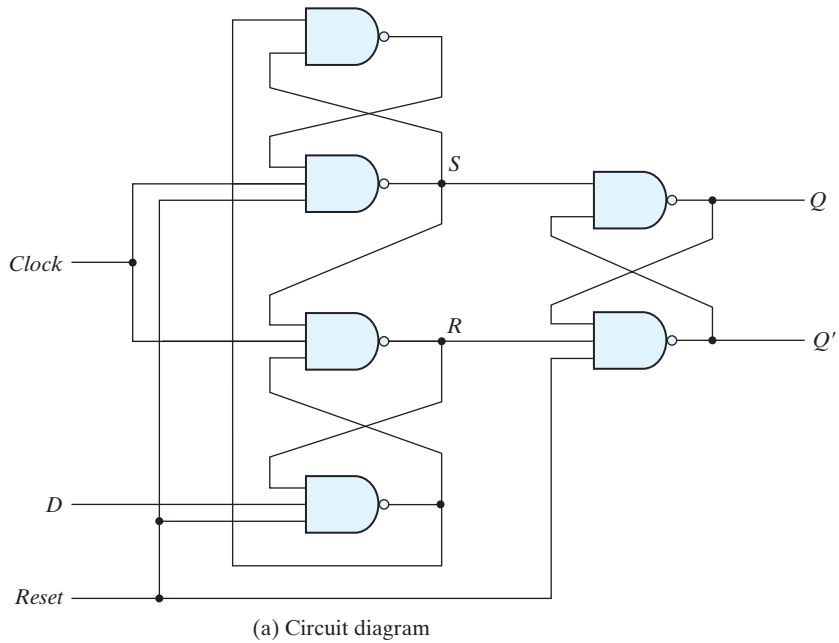 S
Q
Clock
R
Q′
D
Reset
(a) Circuit diagram